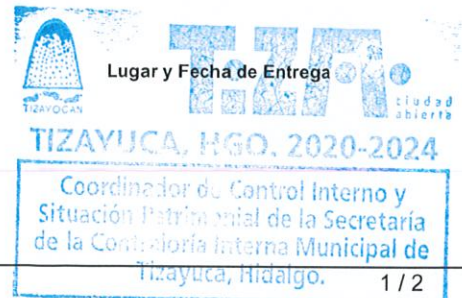 Lugar y Fecha de Entrega
TIZAYOCAN
ciudad
abierta
TIZAYUCA, HGO. 2020-2024
Coordinador de Control Interno y
Situación Patrimonial de la Secretaría
de la Contraloría Interna Municipal de
Tizayuca, Hidalgo.
1 / 2